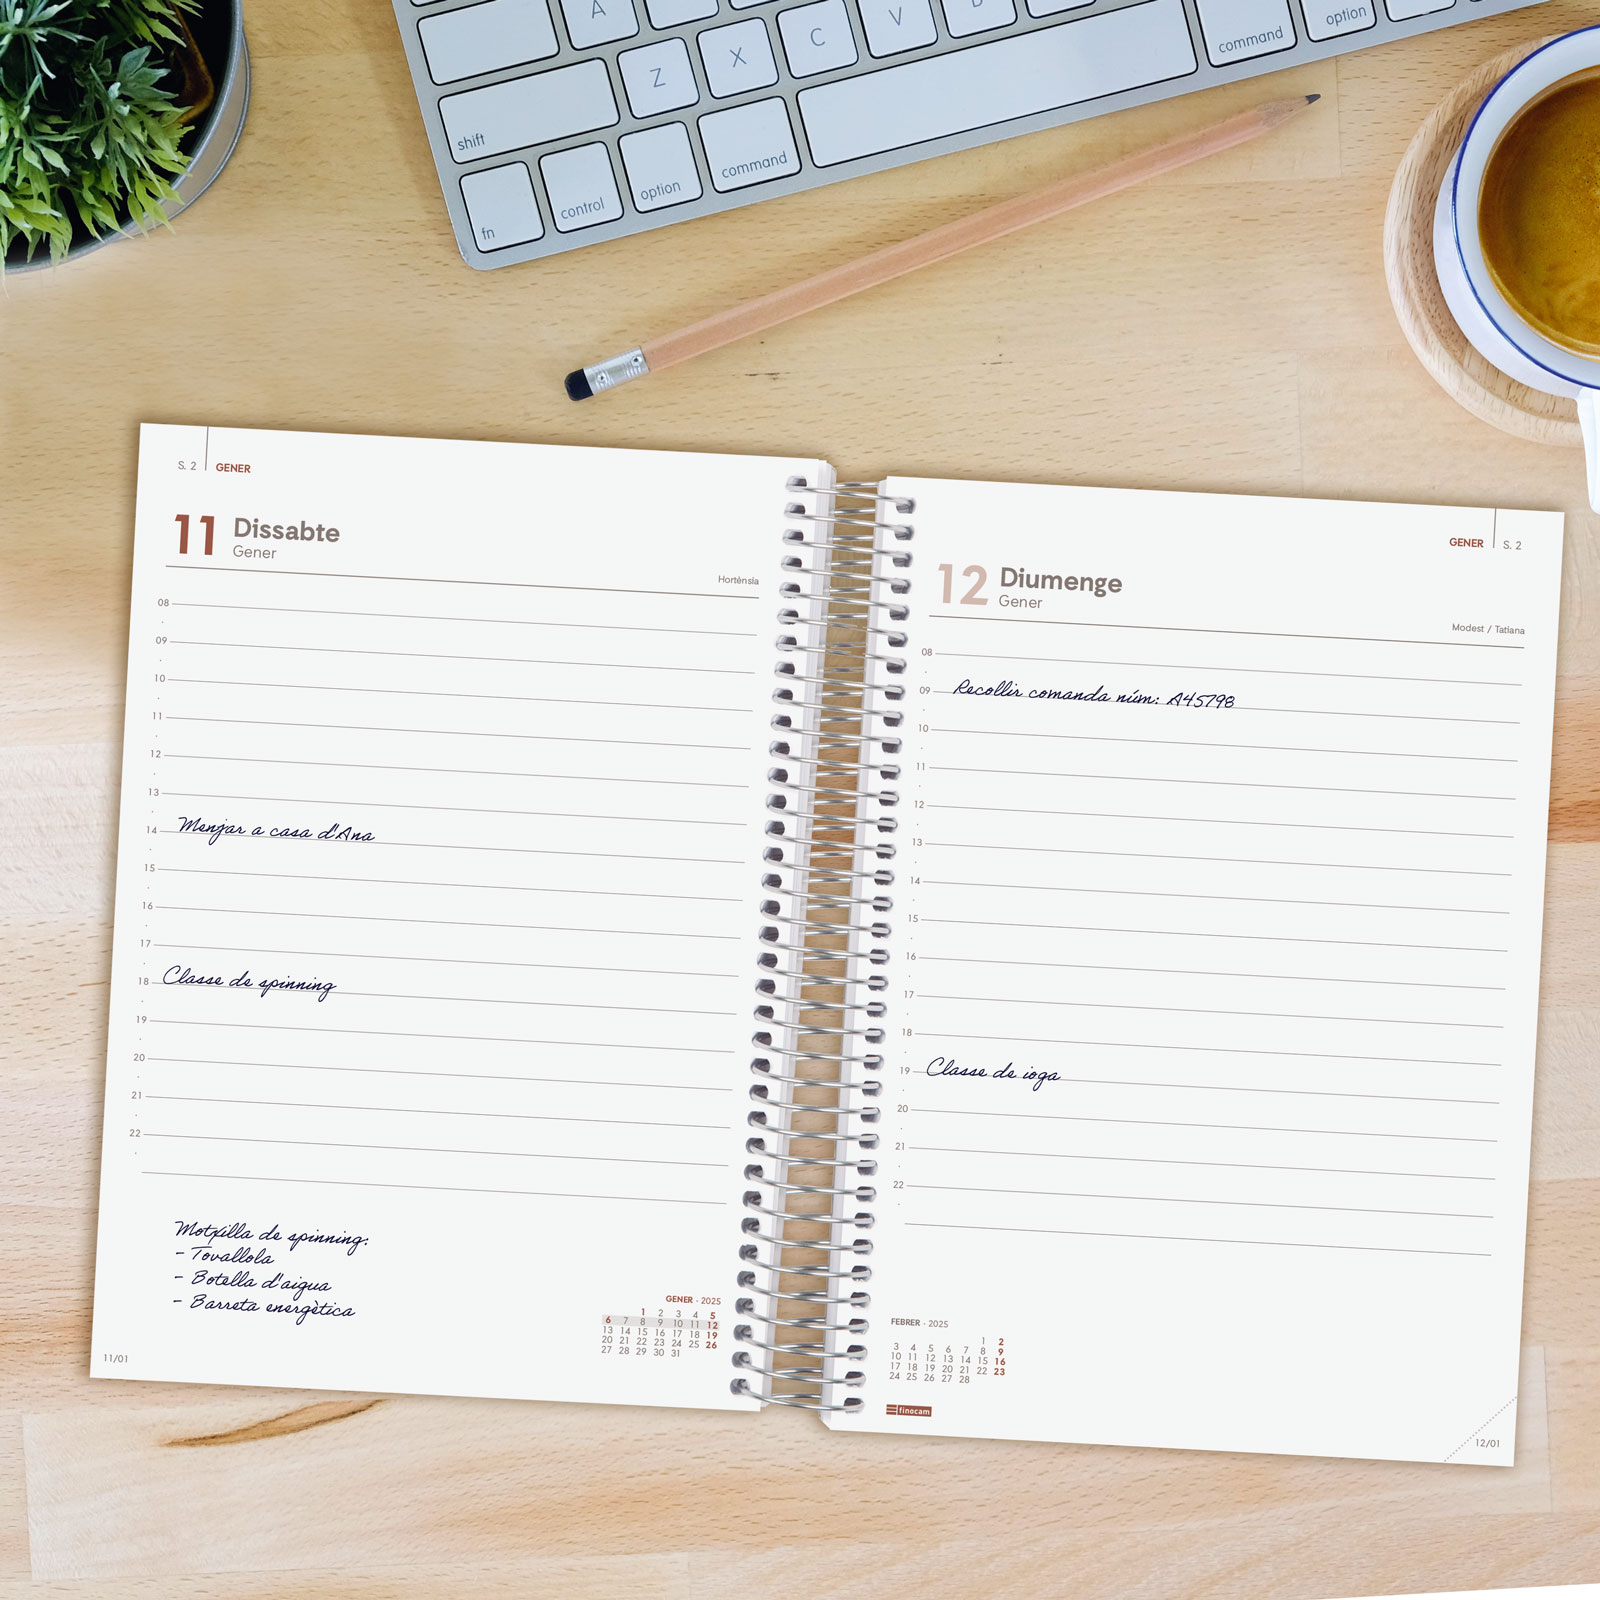 A
Z
X
C
V
command
option
shift
fn
control
option
command
S. 2 GENER
11 Dissabte
Gener
Hortènsia
08
09
10
11
12
13
14 Menjar a casa d'Ana
15
16
17
18 Classe de spinning
19
20
21
22
Motxilla de spinning:
- Tovallola
- Botella d'aigua
- Barreta energètica
GENER · 2025
1 2 3 4 5
6 7 8 9 10 11 12
13 14 15 16 17 18 19
20 21 22 23 24 25 26
27 28 29 30 31
11/01
GENER S. 2
12 Diumenge
Gener
Modest / Tatiana
08
09 Recollir comanda núm: A45798
10
11
12
13
14
15
16
17
18
19 Classe de ioga
20
21
22
FEBRER · 2025
1 2
3 4 5 6 7 8 9
10 11 12 13 14 15 16
17 18 19 20 21 22 23
24 25 26 27 28
finocam
12/01